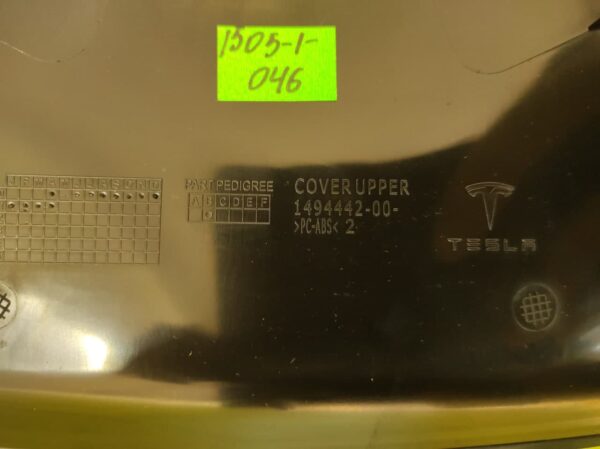 1505-1-
046
J F M A M J J A S O N D
PART PEDIGREE
A B C D E F
COVER UPPER
1494442-00-
>PC-ABS< 2
TESLA